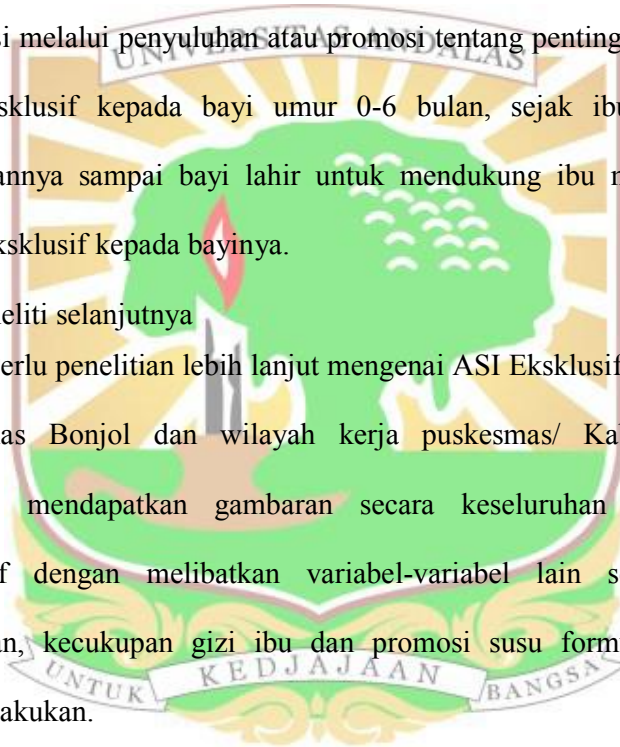 si melalui penyuluhan atau promosi tentang penting
UNIVERSITAS ANDALAS
sklusif kepada bayi umur 0-6 bulan, sejak ibu
annya sampai bayi lahir untuk mendukung ibu
ksklusif kepada bayinya.
eliti selanjutnya
erlu penelitian lebih lanjut mengenai ASI Eksklusif
as Bonjol dan wilayah kerja puskesmas/ Ka
mendapatkan gambaran secara keseluruhan
f dengan melibatkan variabel-variabel lain s
an, kecukupan gizi ibu dan promosi susu form
UNTUK KEDJAJAAN BANGSA
akukan.